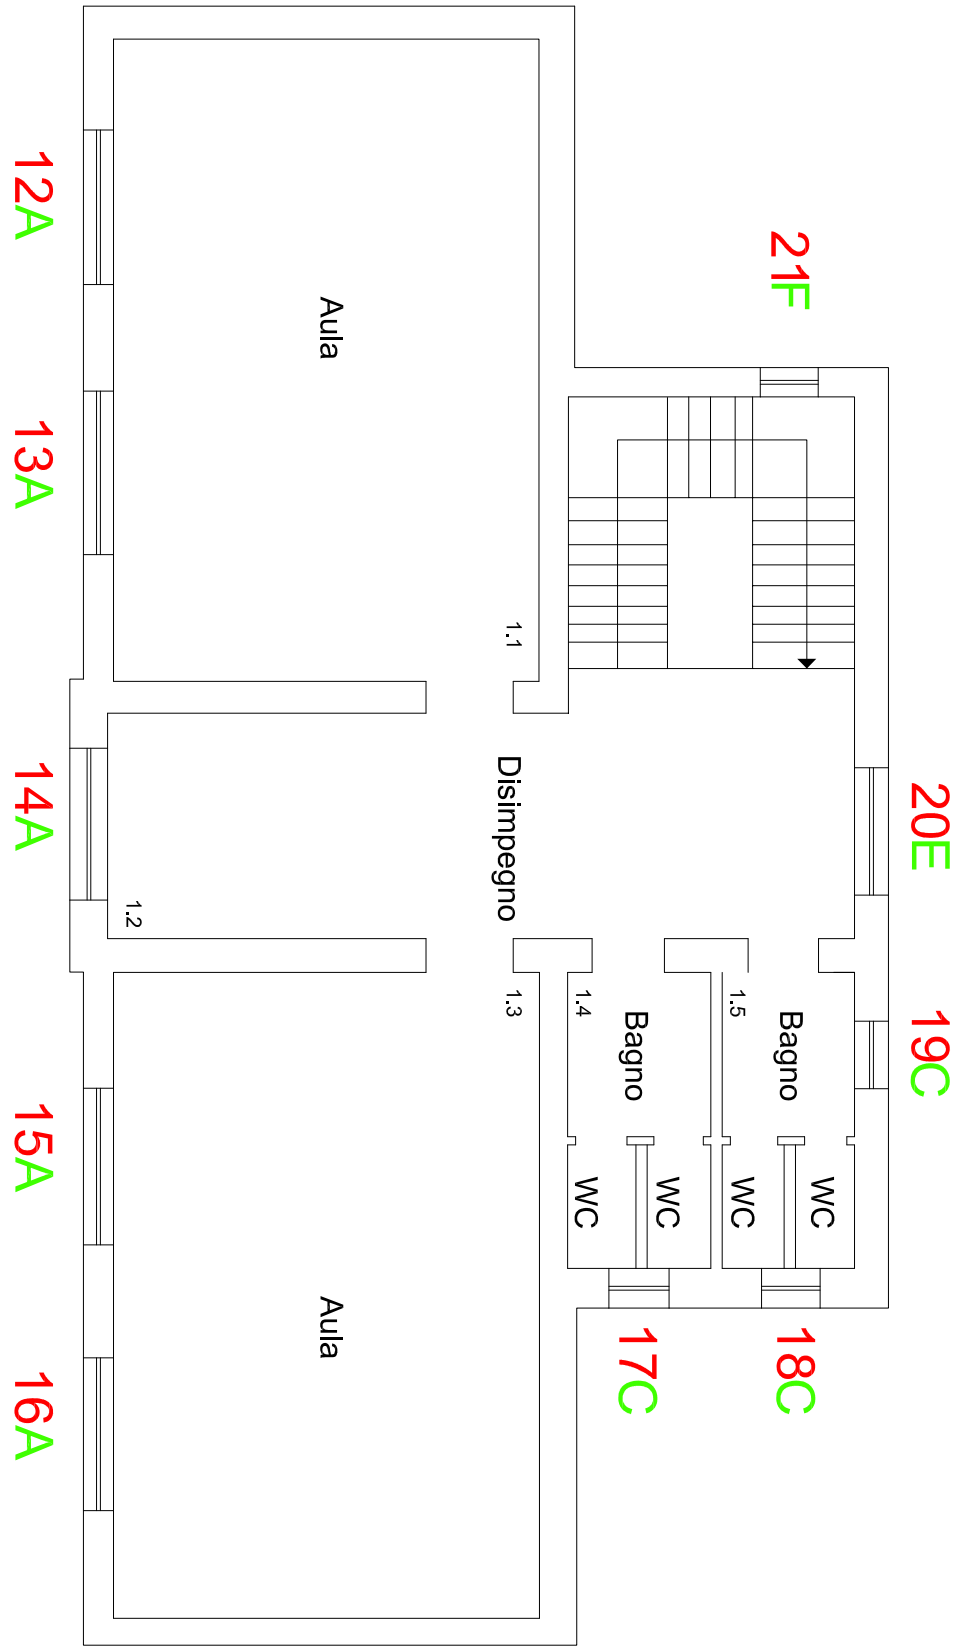 21F
20E
19C
1.1
1.2
1.3
1.4
1.5
Aula
Disimpegno
Aula
Bagno
Bagno
WC
WC
WC
WC
12A
13A
14A
15A
16A
17C
18C